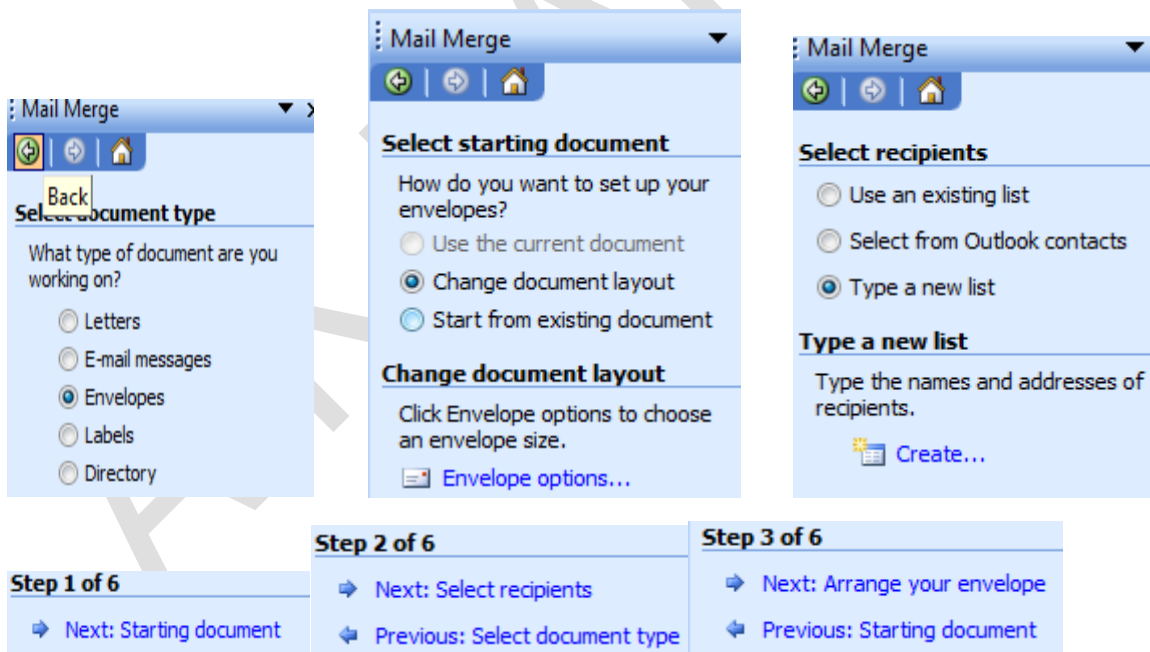 Mail Merge
Back
Select document type
What type of document are you
working on?
Letters
E-mail messages
Envelopes
Labels
Directory
Mail Merge
Select starting document
How do you want to set up your
envelopes?
Use the current document
Change document layout
Start from existing document
Change document layout
Click Envelope options to choose
an envelope size.
Envelope options...
Mail Merge
Select recipients
Use an existing list
Select from Outlook contacts
Type a new list
Type a new list
Type the names and addresses of
recipients.
Create...
Step 1 of 6
Next: Starting document
Step 2 of 6
Next: Select recipients
Previous: Select document type
Step 3 of 6
Next: Arrange your envelope
Previous: Starting document